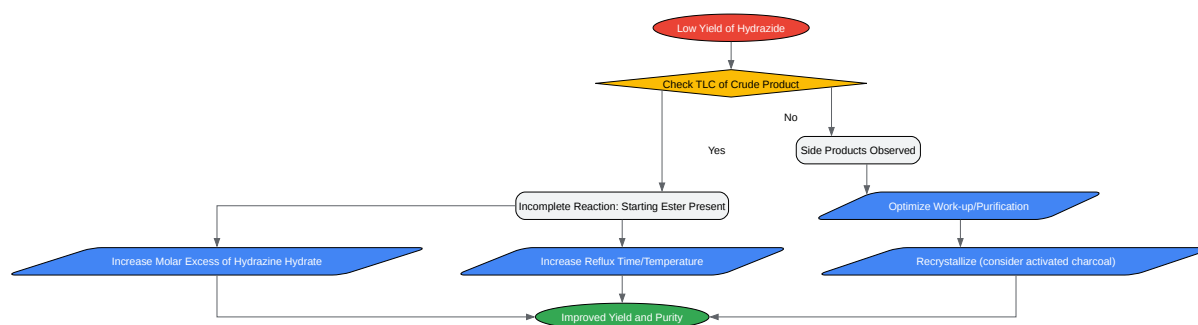 Low Yield of Hydrazide
Check TLC of Crude Product
No
Yes
Side Products Observed
Incomplete Reaction: Starting Ester Present
Optimize Work-up/Purification
Increase Molar Excess of Hydrazine Hydrate
Increase Reflux Time/Temperature
Recrystallize (consider activated charcoal)
Improved Yield and Purity